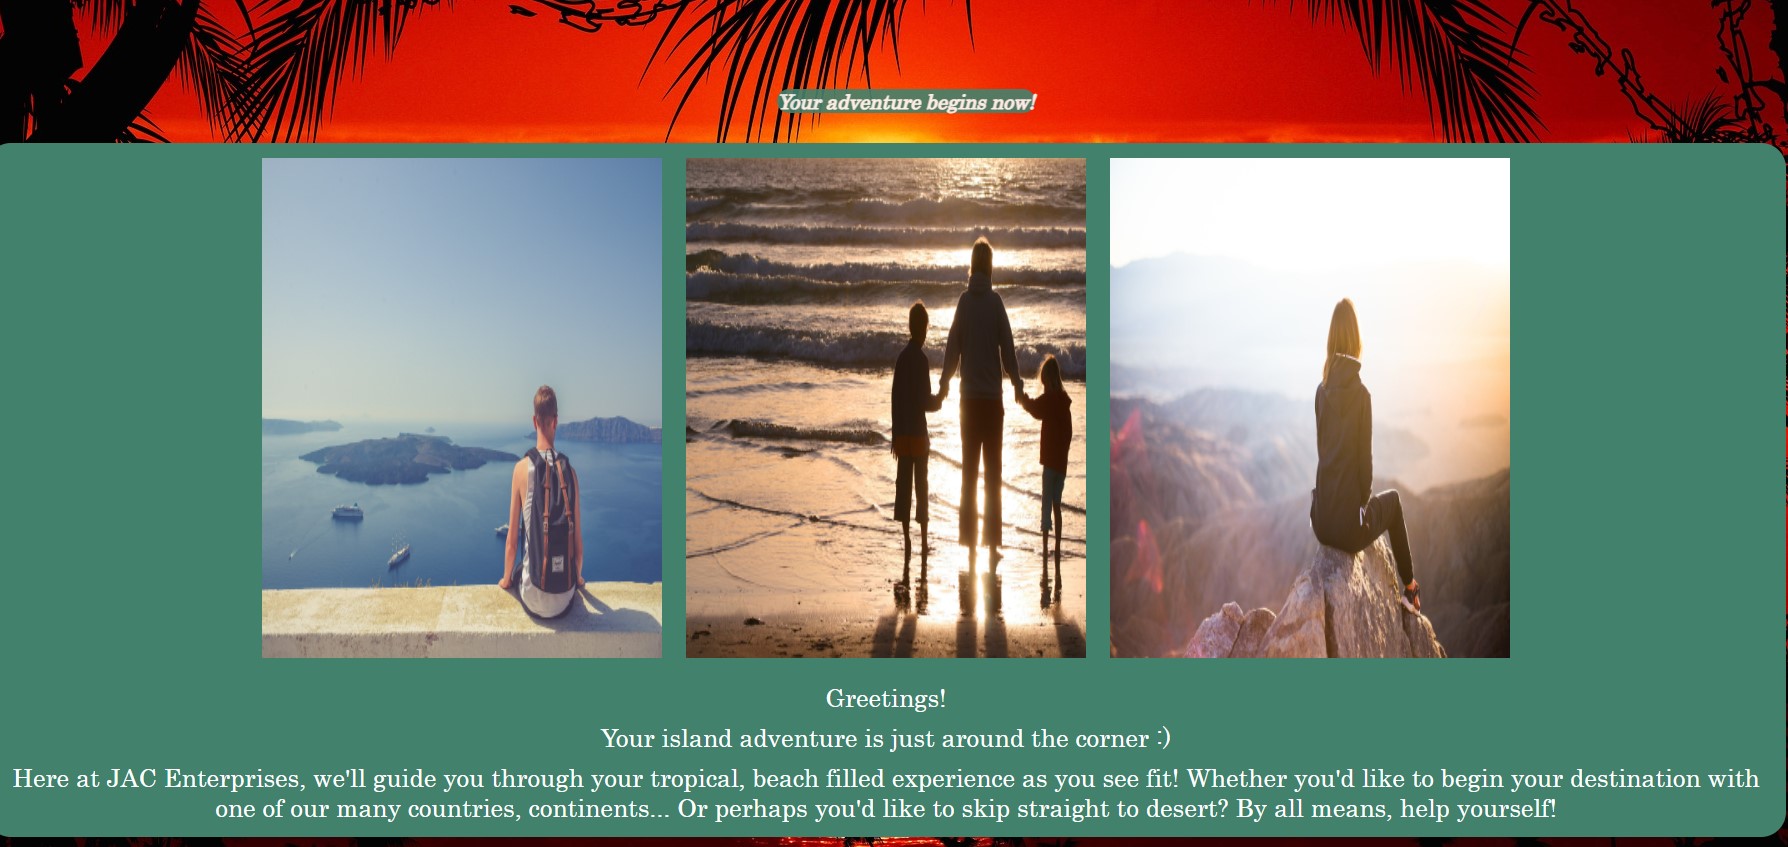 Your adventure begins now!
Greetings!
Your island adventure is just around the corner :)
Here at JAC Enterprises, we'll guide you through your tropical, beach filled experience as you see fit! Whether you'd like to begin your destination with
one of our many countries, continents... Or perhaps you'd like to skip straight to desert? By all means, help yourself!